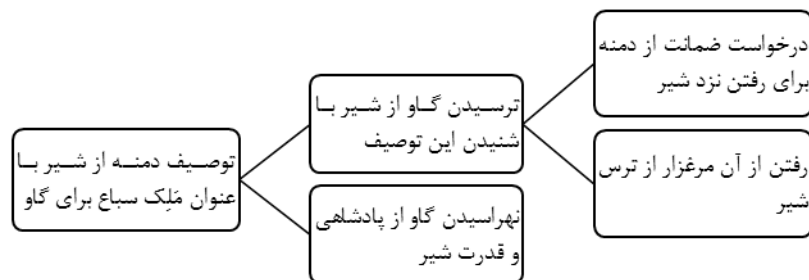 درخواست ضمانت از دمنه
برای رفتن نزد شیر
ترسیدن گاو از شیر با
شنیدن این توصیف
توصیف دمنه از شیر با
عنوان مَلِک سباع برای گاو
رفتن از آن مرغزار از ترس
شیر
نهراسیدن گاو از پادشاهی
و قدرت شیر